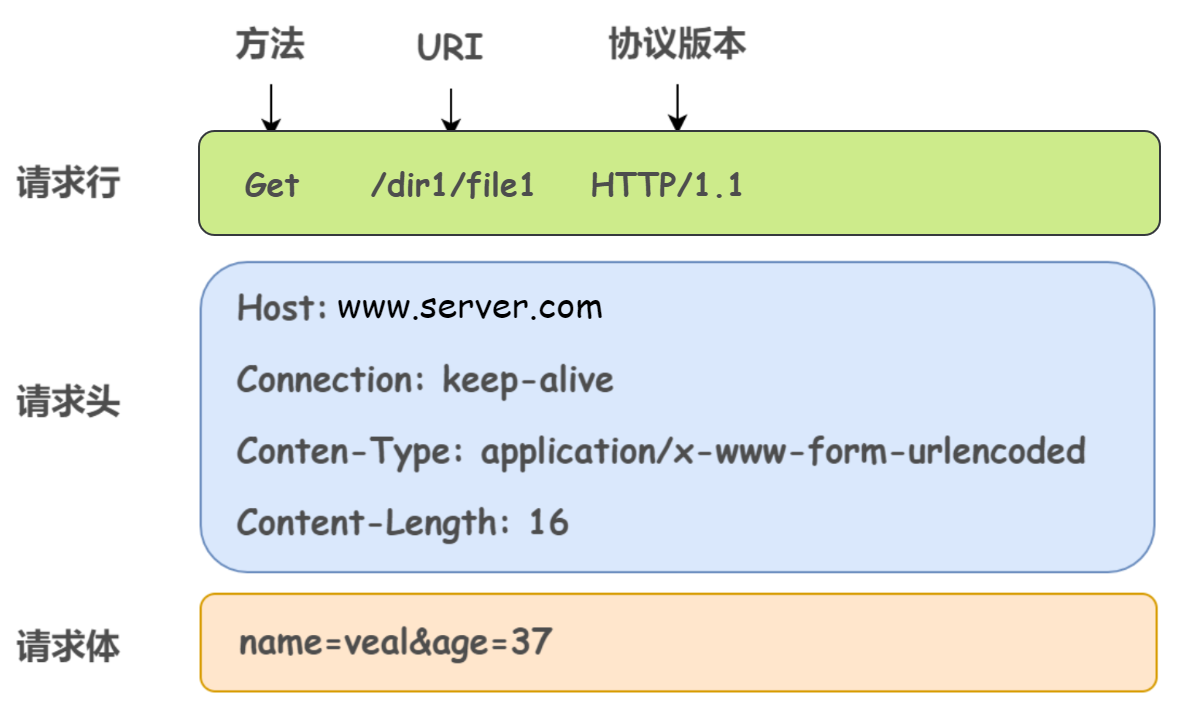 方法 URI 协议版本
请求行 Get /dir1/file1 HTTP/1.1
Host: www.server.com
Connection: keep-alive
请求头
Conten-Type: application/x-www-form-urlencoded
Content-Length: 16
请求体 name=veal&age=37